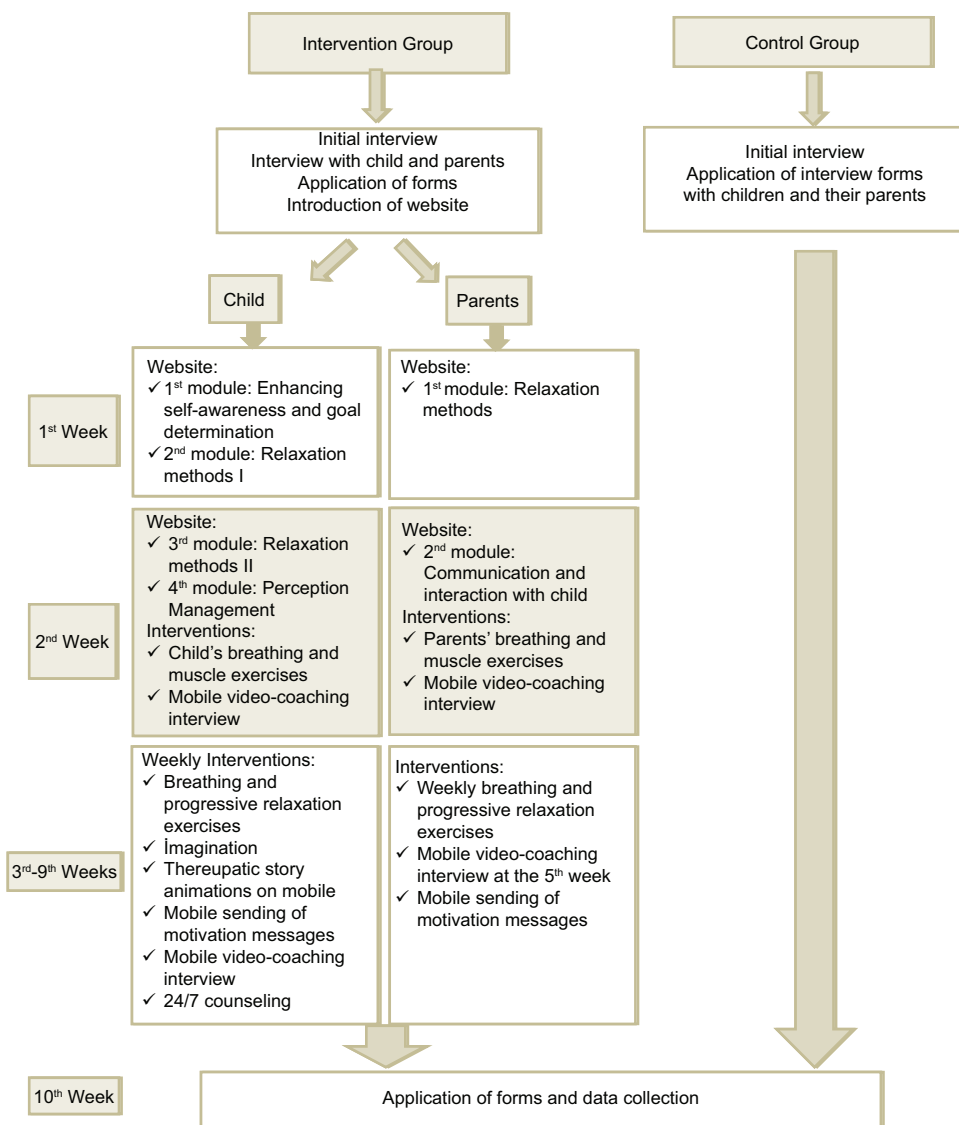 Intervention Group
Control Group
Initial interview
Interview with child and parents
Application of forms
Introduction of website
Initial interview
Application of interview forms
with children and their parents
Child
Parents
1st Week
Website:
✓ 1st module: Enhancing
self-awareness and goal
determination
✓ 2nd module: Relaxation
methods I
Website:
✓ 1st module: Relaxation
methods
2nd Week
Website:
✓ 3rd module: Relaxation
methods II
✓ 4th module: Perception
Management
Interventions:
✓ Child's breathing and
muscle exercises
✓ Mobile video-coaching
interview
Website:
✓ 2nd module:
Communication and
interaction with child
Interventions:
✓ Parents' breathing and
muscle exercises
✓ Mobile video-coaching
interview
3rd-9th Weeks
Weekly Interventions:
✓ Breathing and
progressive relaxation
exercises
✓ İmagination
✓ Thereupatic story
animations on mobile
✓ Mobile sending of
motivation messages
✓ Mobile video-coaching
interview
✓ 24/7 counseling
Interventions:
✓ Weekly breathing and
progressive relaxation
exercises
✓ Mobile video-coaching
interview at the 5th week
✓ Mobile sending of
motivation messages
10th Week
Application of forms and data collection